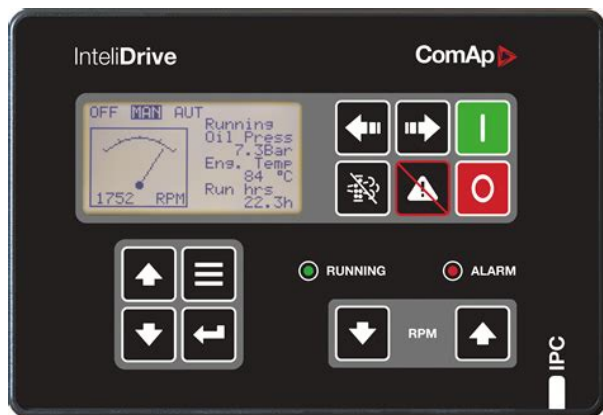 InteliDrive
ComAp
OFF MAN AUT
Running
Oil Press
7.3Bar
Eng. Temp
84 °C
Run hrs
22.3h
1752 RPM
RUNNING
ALARM
RPM
IPC